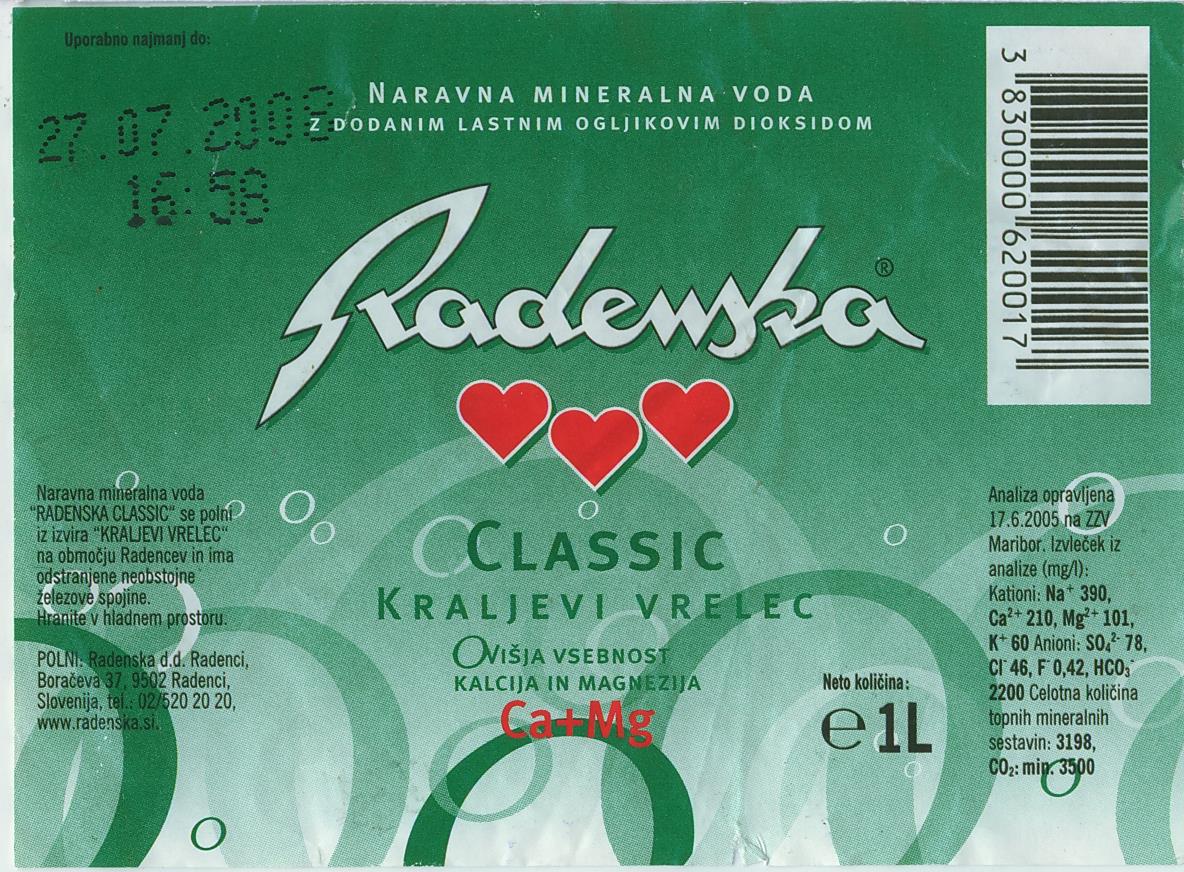 Uporabno najmanj do:
27.07.2008
16:58
NARAVNA MINERALNA VODA
Z DODANIM LASTNIM OGLJIKOVIM DIOKSIDOM
Radenska®
CLASSIC
KRALJEVI VRELEC
VIŠJA VSEBNOST
KALCIJA IN MAGNEZIJA
Ca+Mg
Naravna mineralna voda
“RADENSKA CLASSIC“ se polni
iz izvira “KRALJEVI VRELEC“
na območju Radencev in ima
odstranjene neobstojne
železove spojine.
Hranite v hladnem prostoru.
POLNI: Radenska d.d. Radenci,
Boračeva 37, 9502 Radenci,
Slovenija, tel.: 02/520 20 20,
www.radenska.si.
Neto količina:
℮ 1L
3 830000 620017
Analiza opravljena
17.6.2005 na ZZV
Maribor. Izvleček iz
analize (mg/l):
Kationi: Na⁺ 390,
Ca²⁺ 210, Mg²⁺ 101,
K⁺ 60 Anioni: SO₄²⁻ 78,
Cl⁻ 46, F⁻ 0,42, HCO₃⁻
2200 Celotna količina
topnih mineralnih
sestavin: 3198,
CO₂: min. 3500